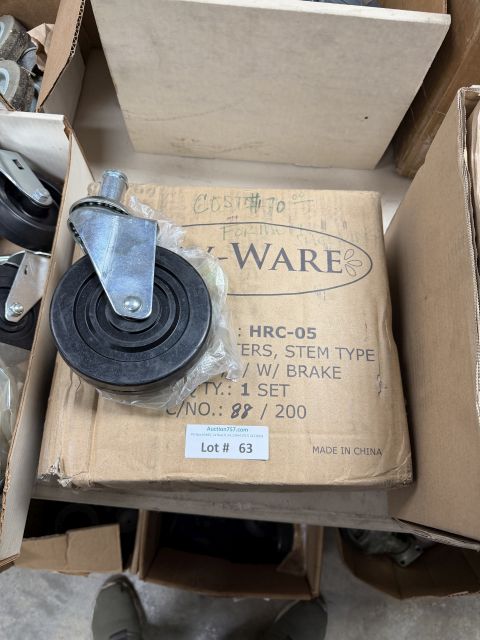 COST #70
-WARE
: HRC-05
TERS, STEM TYPE
/ W/ BRAKE
TY.: 1 SET
C/NO.: 88 / 200
Auction757.com
Lot # 63
MADE IN CHINA